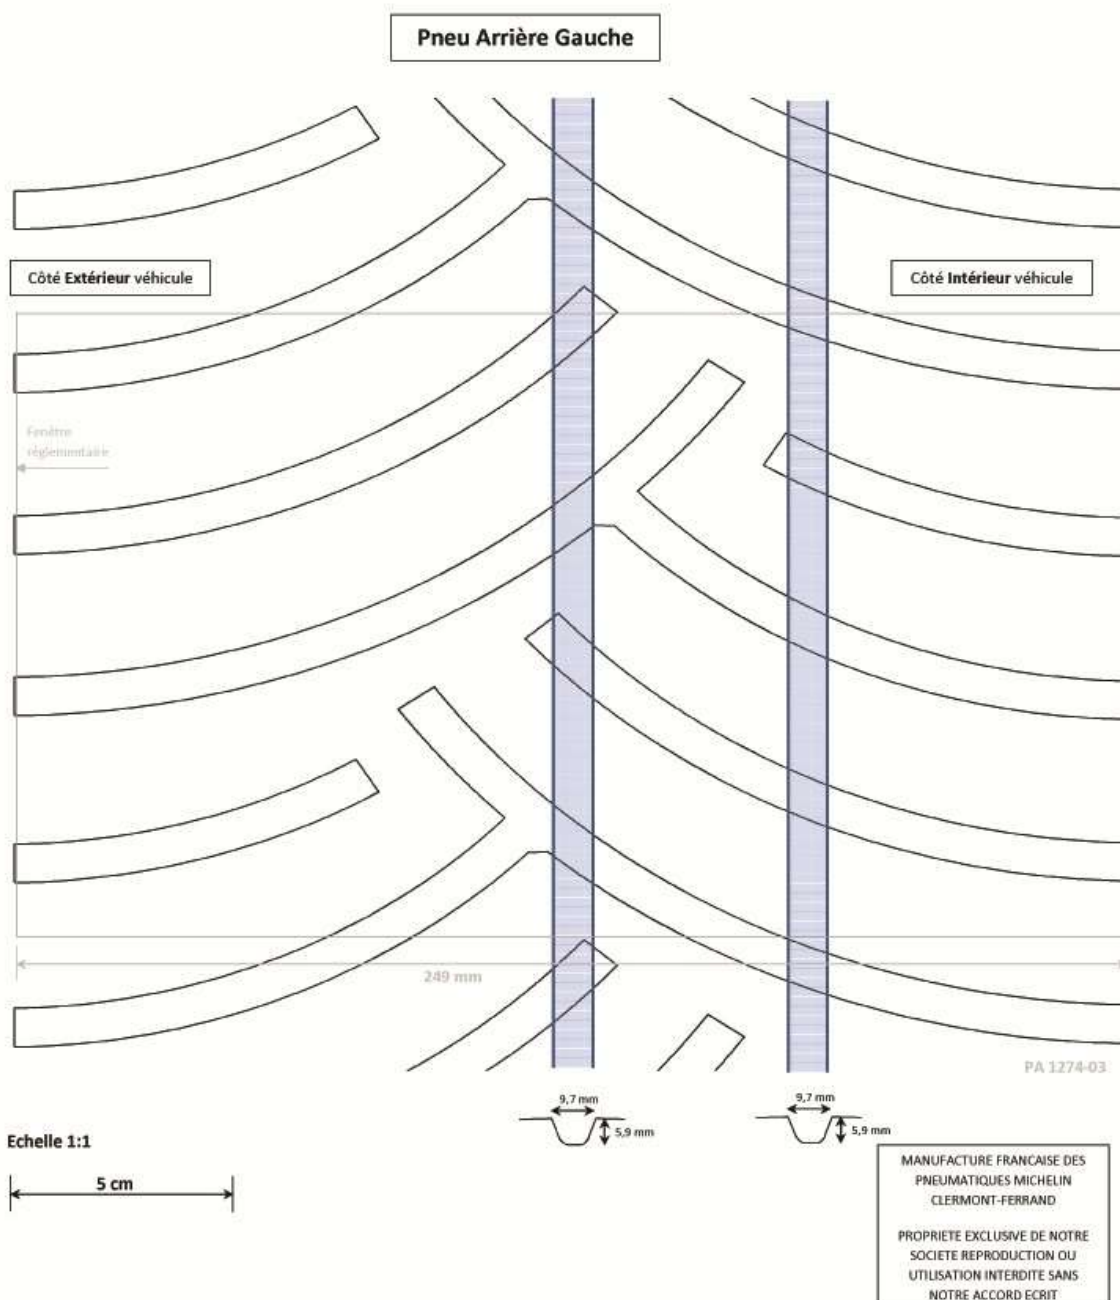 Pneu Arrière Gauche
Côté Extérieur véhicule
Côté Intérieur véhicule
Fenêtre
réglementaire
249 mm
PA 1274-03
9,7 mm
5,9 mm
9,7 mm
5,9 mm
Echelle 1:1
5 cm
MANUFACTURE FRANCAISE DES
PNEUMATIQUES MICHELIN
CLERMONT-FERRAND
PROPRIETE EXCLUSIVE DE NOTRE
SOCIETE REPRODUCTION OU
UTILISATION INTERDITE SANS
NOTRE ACCORD ECRIT